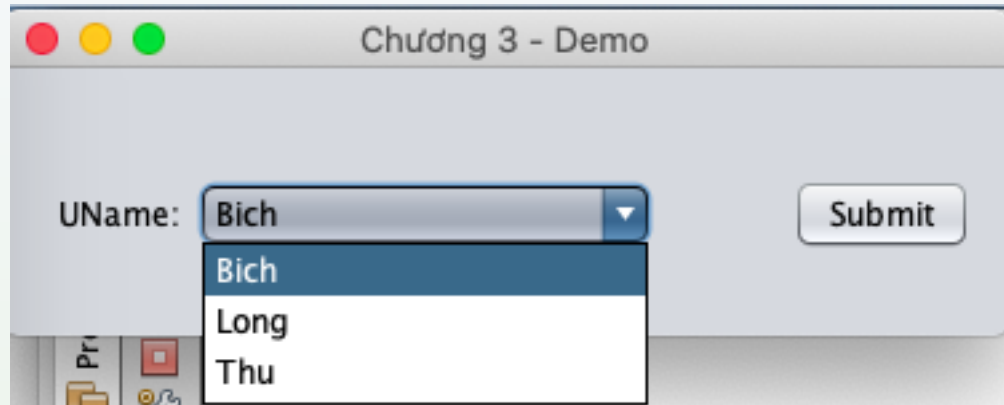 Chương 3 - Demo
UName: Bich Submit
Bich
Long
Thu